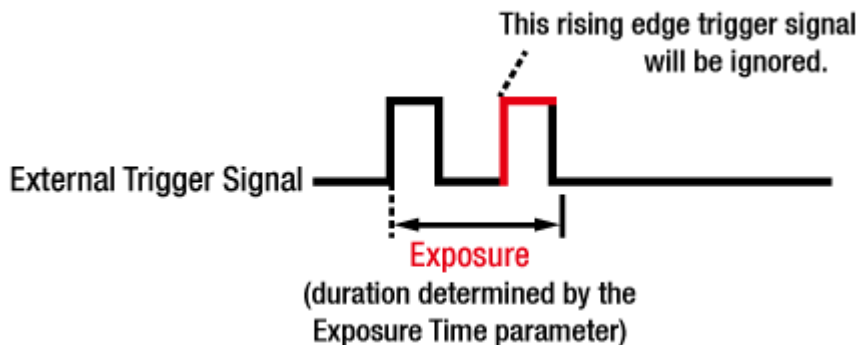 This rising edge trigger signal
will be ignored.
External Trigger Signal
Exposure
(duration determined by the
Exposure Time parameter)